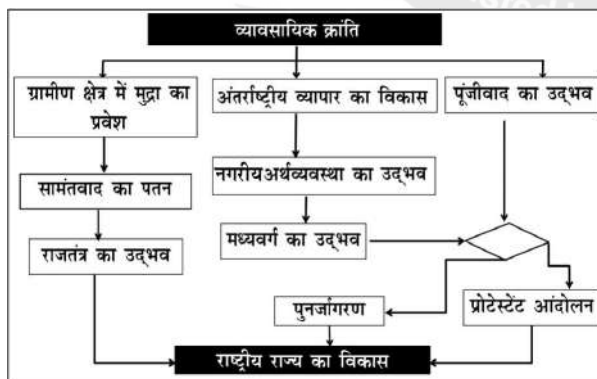 व्यावसायिक क्रांति
ग्रामीण क्षेत्र में मुद्रा का
प्रवेश
अंतर्राष्ट्रीय व्यापार का विकास
पूंजीवाद का उद्भव
सामंतवाद का पतन
नगरीय अर्थव्यवस्था का उद्भव
राजतंत्र का उद्भव
मध्यवर्ग का उद्भव
पुनर्जागरण
प्रोटेस्टेंट आंदोलन
राष्ट्रीय राज्य का विकास